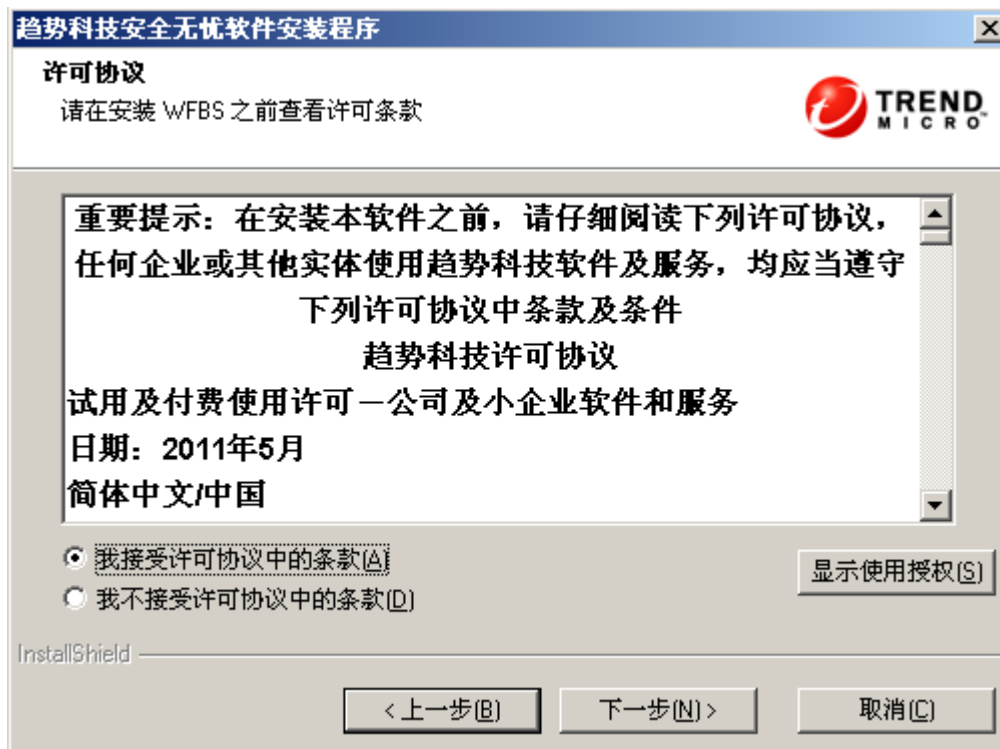 趋势科技安全无忧软件安装程序
许可协议
请在安装 WFBS 之前查看许可条款
TREND
MICRO
重要提示：在安装本软件之前，请仔细阅读下列许可协议，
任何企业或其他实体使用趋势科技软件及服务，均应当遵守
下列许可协议中条款及条件
趋势科技许可协议
试用及付费使用许可－公司及小企业软件和服务
日期：2011年5月
简体中文/中国
我接受许可协议中的条款(A)
显示使用授权(S)
我不接受许可协议中的条款(D)
InstallShield
< 上一步(B)
下一步(N) >
取消(C)